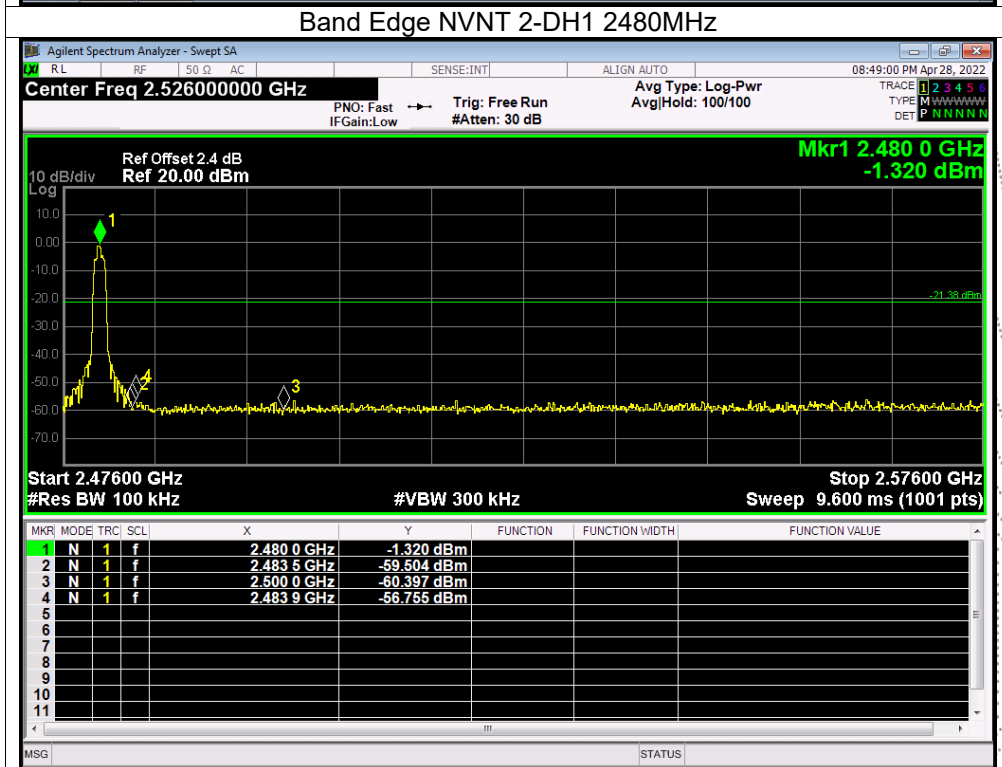 Band Edge NVNT 2-DH1 2480MHz
Agilent Spectrum Analyzer - Swept SA
LXI RL RF 50 Ω AC SENSE:INT ALIGN AUTO 08:49:00 PM Apr 28, 2022
Center Freq 2.526000000 GHz
PNO: Fast
IFGain:Low
Trig: Free Run
#Atten: 30 dB
Avg Type: Log-Pwr
Avg|Hold: 100/100
TRACE 1 2 3 4 5 6
TYPE M WWWWW
DET P N N N N N
Ref Offset 2.4 dB
Ref 20.00 dBm
10 dB/div
Log
Mkr1 2.480 0 GHz
-1.320 dBm
10.0
0.00
-10.0
-20.0
-30.0
-40.0
-50.0
-60.0
-70.0
1
-21.38 dBm
2
4
3
Start 2.47600 GHz
Stop 2.57600 GHz
#Res BW 100 kHz #VBW 300 kHz Sweep 9.600 ms (1001 pts)
MKR MODE TRC SCL X Y FUNCTION FUNCTION WIDTH FUNCTION VALUE
1 N 1 f 2.480 0 GHz -1.320 dBm
2 N 1 f 2.483 5 GHz -59.504 dBm
3 N 1 f 2.500 0 GHz -60.397 dBm
4 N 1 f 2.483 9 GHz -56.755 dBm
5
6
7
8
9
10
11
MSG STATUS